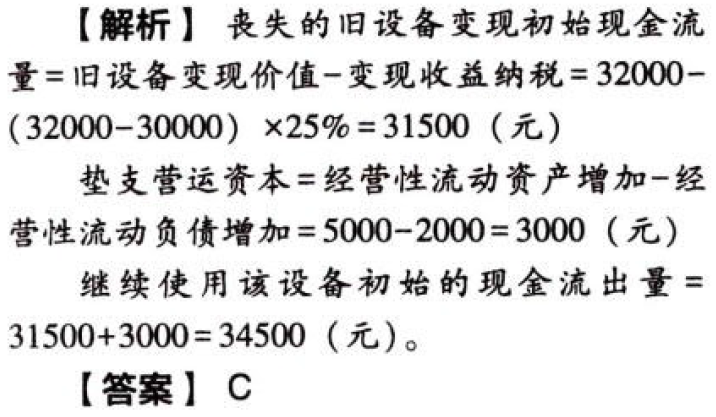 【解析】 丧失的旧设备变现初始现金流
量=旧设备变现价值-变现收益纳税=32000-
(32000-30000) ×25%=31500 (元)
垫支营运资本=经营性流动资产增加-经
营性流动负债增加=5000-2000=3000 (元)
继续使用该设备初始的现金流出量=
31500+3000=34500 (元)。
【答案】 C